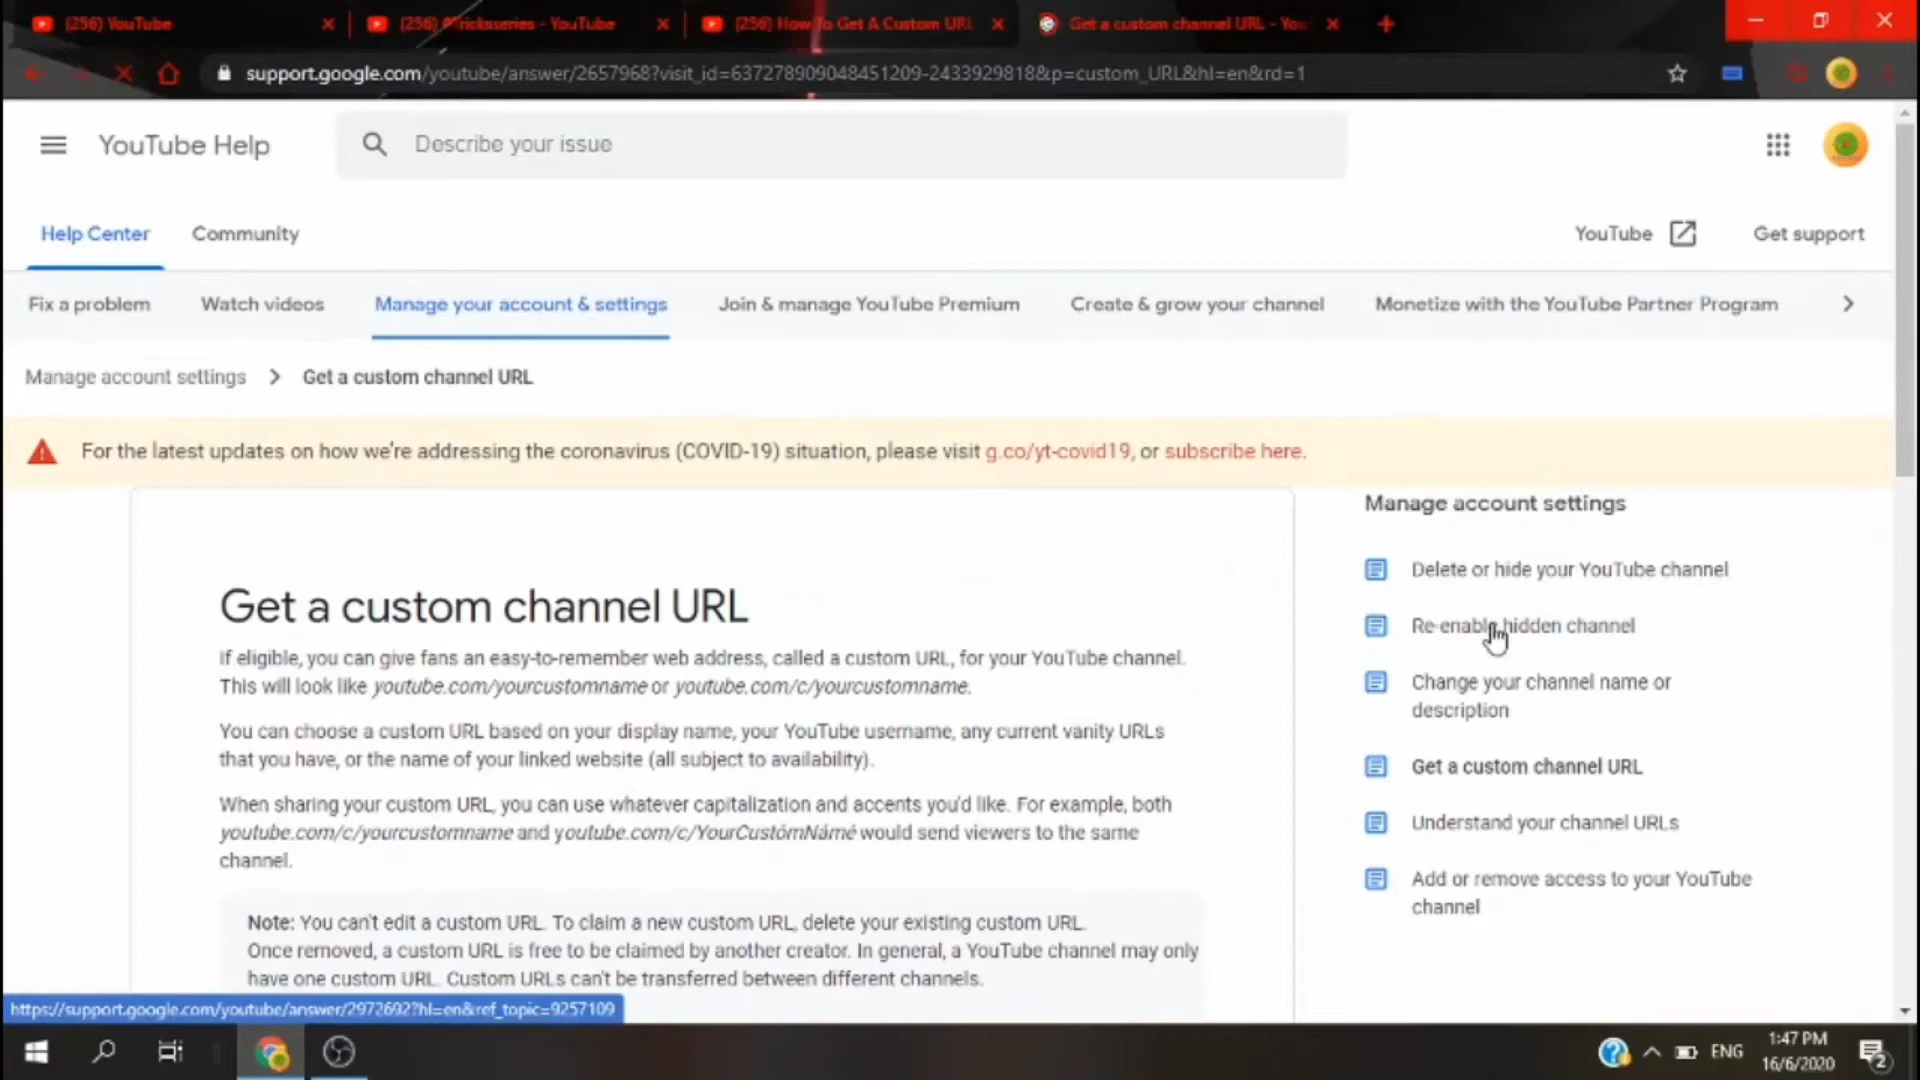 (256) YouTube
(256) #Tricksseries - YouTube
(256) How To Get A Custom URL
Get a custom channel URL - You
support.google.com/youtube/answer/2657968?visit_id=637278909048451209-2433929818&p=custom_URL&hl=en&rd=1
YouTube Help
Describe your issue
Help Center
Community
YouTube
Get support
Fix a problem
Watch videos
Manage your account & settings
Join & manage YouTube Premium
Create & grow your channel
Monetize with the YouTube Partner Program
Manage account settings
Get a custom channel URL
For the latest updates on how we're addressing the coronavirus (COVID-19) situation, please visit g.co/yt-covid19, or subscribe here.
Get a custom channel URL
If eligible, you can give fans an easy-to-remember web address, called a custom URL, for your YouTube channel.
This will look like youtube.com/yourcustomname or youtube.com/c/yourcustomname.
You can choose a custom URL based on your display name, your YouTube username, any current vanity URLs
that you have, or the name of your linked website (all subject to availability).
When sharing your custom URL, you can use whatever capitalization and accents you'd like. For example, both
youtube.com/c/yourcustomname and youtube.com/c/YourCustómNámé would send viewers to the same
channel.
Note: You can't edit a custom URL. To claim a new custom URL, delete your existing custom URL.
Once removed, a custom URL is free to be claimed by another creator. In general, a YouTube channel may only
have one custom URL. Custom URLs can't be transferred between different channels.
Manage account settings
Delete or hide your YouTube channel
Re-enable hidden channel
Change your channel name or
description
Get a custom channel URL
Understand your channel URLs
Add or remove access to your YouTube
channel
https://support.google.com/youtube/answer/2972692?hl=en&ref_topic=9257109
ENG
1:47 PM
16/6/2020
2